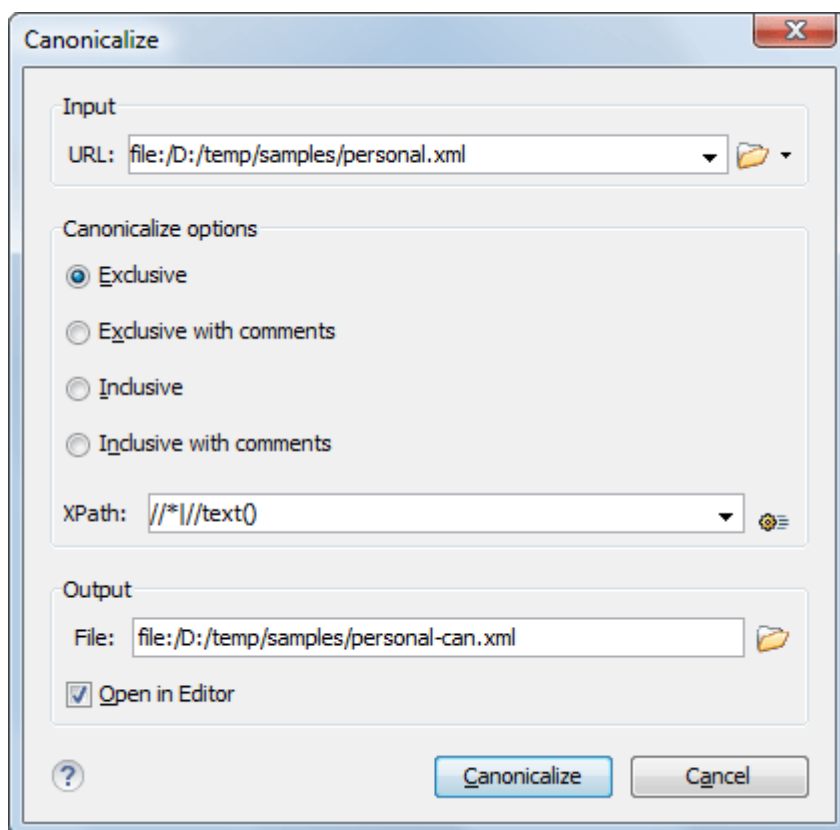 Canonicalize
Input
URL: file:/D:/temp/samples/personal.xml
Canonicalize options
Exclusive
Exclusive with comments
Inclusive
Inclusive with comments
XPath: //*|//text()
Output
File: file:/D:/temp/samples/personal-can.xml
Open in Editor
? Canonicalize Cancel